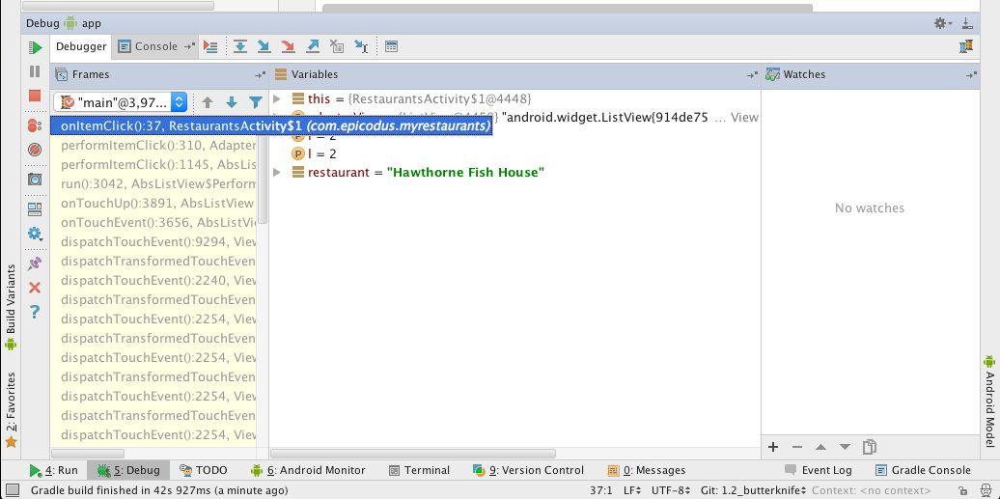 Debug app
Debugger Console
Frames
Variables
Watches
"main"@3,97...
onItemClick():37, RestaurantsActivity$1 (com.epicodus.myrestaurants)
performItemClick():310, Adapter
performItemClick():1145, AbsLis
run():3042, AbsListView$Perform
onTouchUp():3891, AbsListView
onTouchEvent():3656, AbsListV
dispatchTouchEvent():9294, View
dispatchTransformedTouchEven
dispatchTouchEvent():2240, View
dispatchTransformedTouchEven
dispatchTouchEvent():2254, View
dispatchTransformedTouchEven
dispatchTouchEvent():2254, View
dispatchTransformedTouchEven
dispatchTouchEvent():2254, View
dispatchTransformedTouchEven
dispatchTouchEvent():2254, View
this = {RestaurantsActivity$1@4448}
"android.widget.ListView{914de75 ... View
= 2
l = 2
restaurant = "Hawthorne Fish House"
No watches
Build Variants
2: Favorites
Android Model
4: Run 5: Debug TODO 6: Android Monitor Terminal 9: Version Control 0: Messages Event Log Gradle Console
Gradle build finished in 42s 927ms (a minute ago) 37:1 LF UTF-8 Git: 1.2_butterknife Context: <no context>